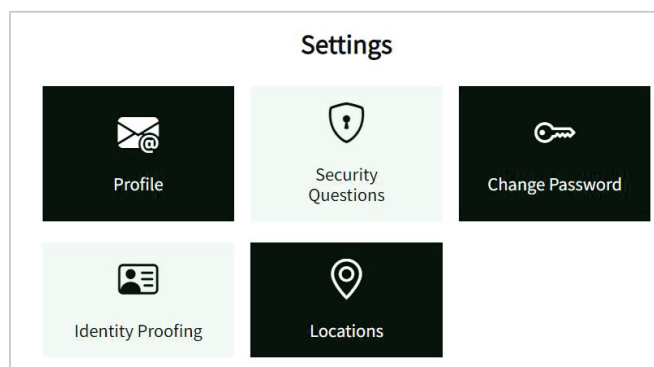 Settings
Profile
Security
Questions
Change Password
Identity Proofing
Locations